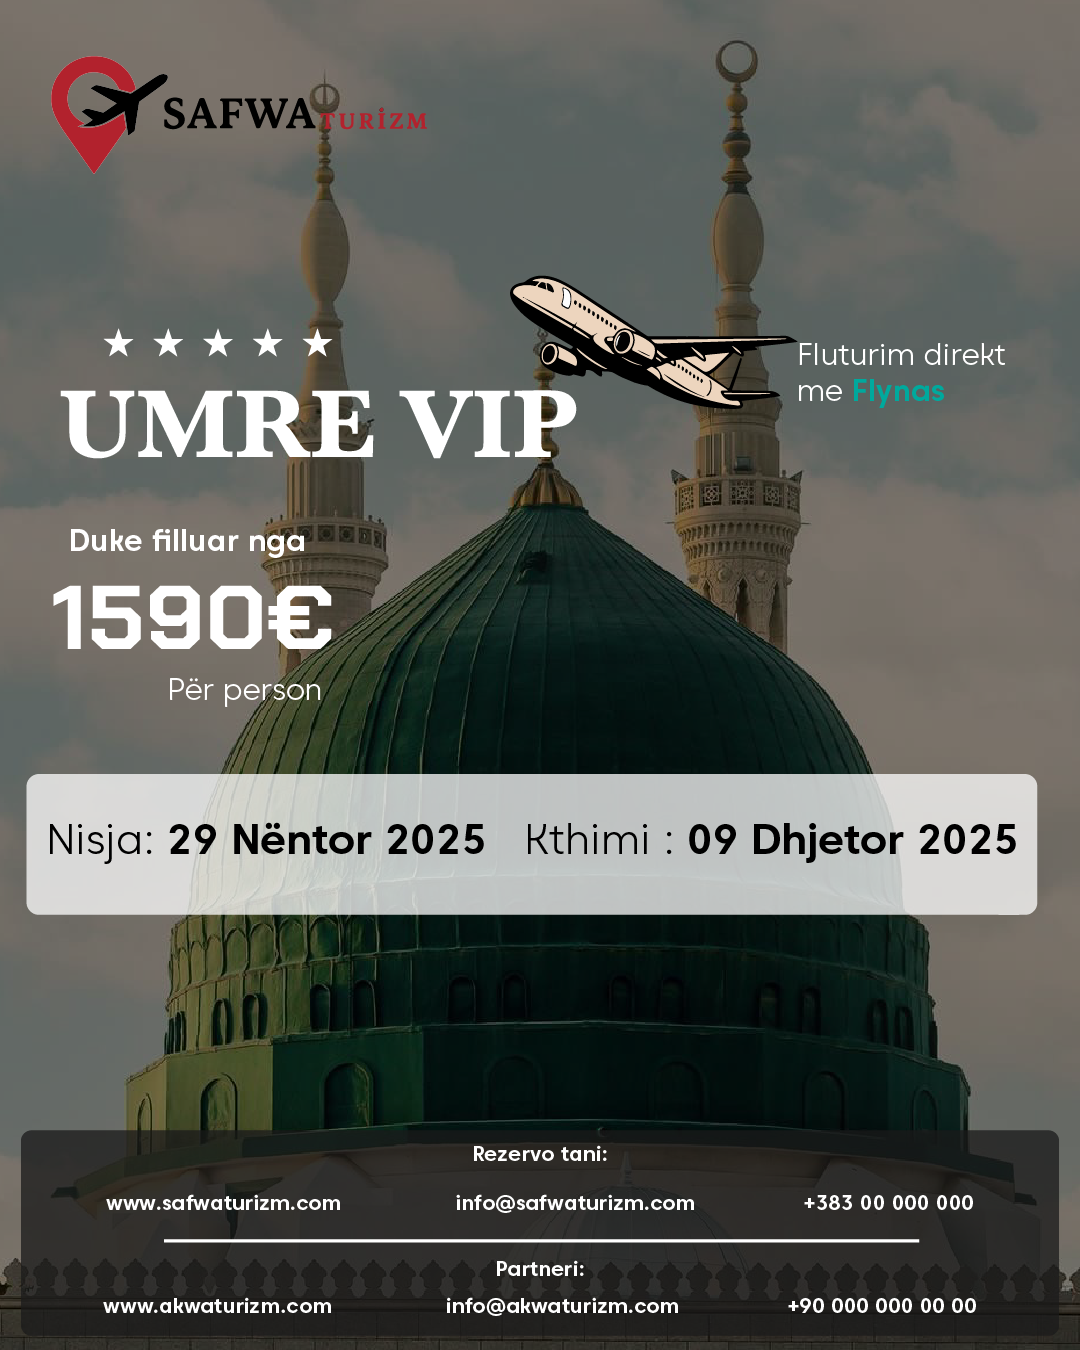 SAFWA TURİZM
UMRE VIP
Fluturim direkt
me Flynas
Duke filluar nga
1590€
Për person
Nisja: 29 Nëntor 2025 Kthimi : 09 Dhjetor 2025
Rezervo tani:
www.safwaturizm.com info@safwaturizm.com +383 00 000 000
Partneri:
www.akwaturizm.com info@akwaturizm.com +90 000 000 00 00